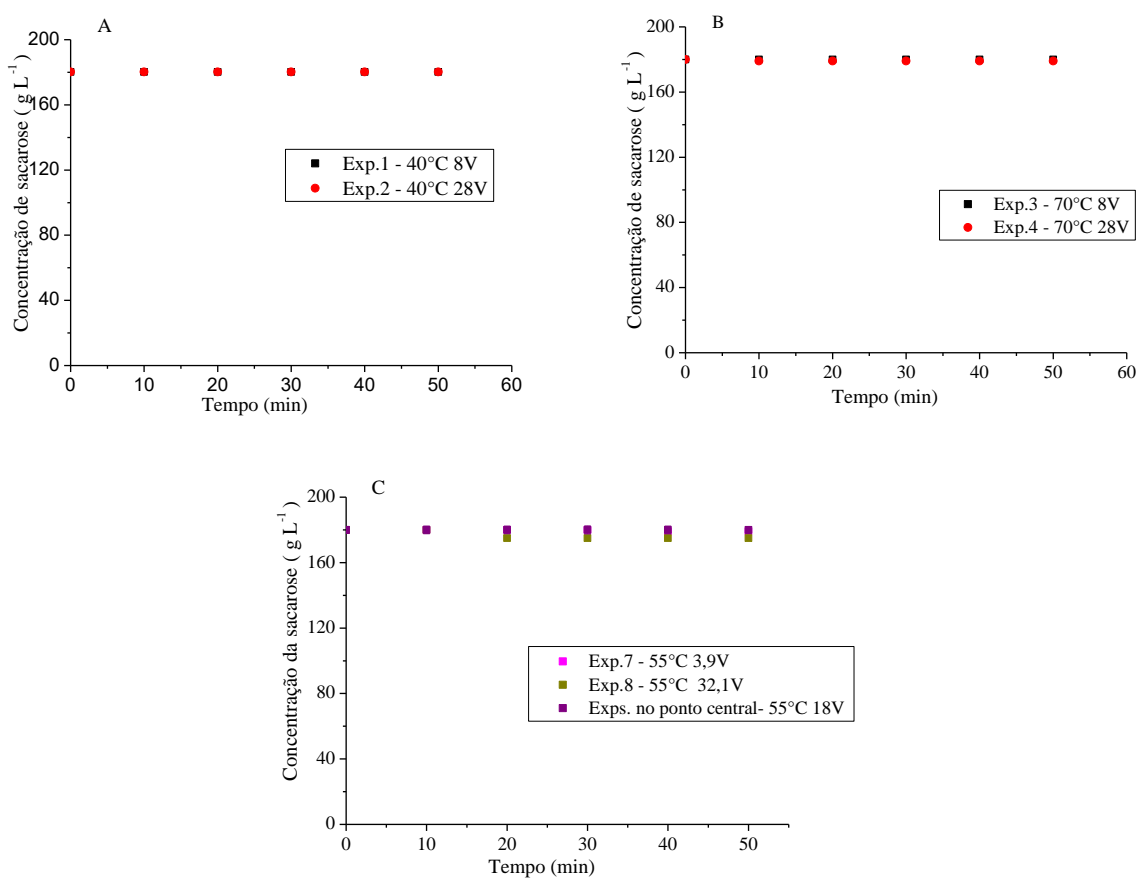 A
Concentração de sacarose ( g L⁻¹ )
200
160
120
80
40
0
Exp.1 - 40°C 8V
Exp.2 - 40°C 28V
0 10 20 30 40 50 60
Tempo (min)
B
Concentração de sacarose ( g L⁻¹ )
200
160
120
80
40
0
Exp.3 - 70°C 8V
Exp.4 - 70°C 28V
0 10 20 30 40 50 60
Tempo (min)
C
Concentração da sacarose ( g L⁻¹ )
200
160
120
80
40
0
Exp.7 - 55°C 3,9V
Exp.8 - 55°C 32,1V
Exps. no ponto central- 55°C 18V
0 10 20 30 40 50
Tempo (min)